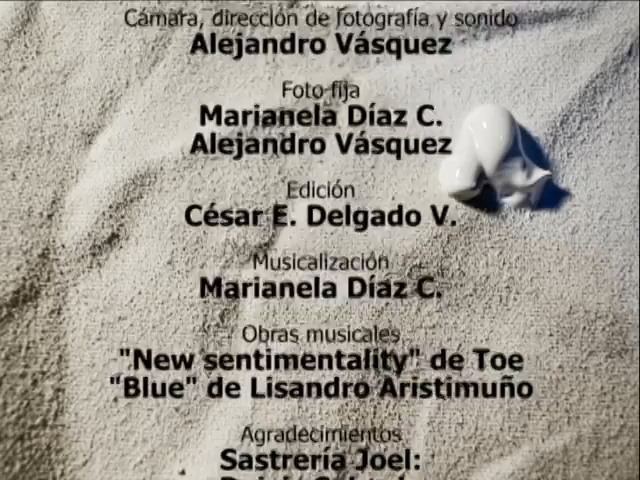 Cámara, dirección de fotografía y sonido
Alejandro Vásquez
Foto fija
Marianela Díaz C.
Alejandro Vásquez
Edición
César E. Delgado V.
Musicalización
Marianela Díaz C.
Obras musicales
"New sentimentality" de Toe
"Blue" de Lisandro Aristimuño
Agradecimientos
Sastrería Joel: